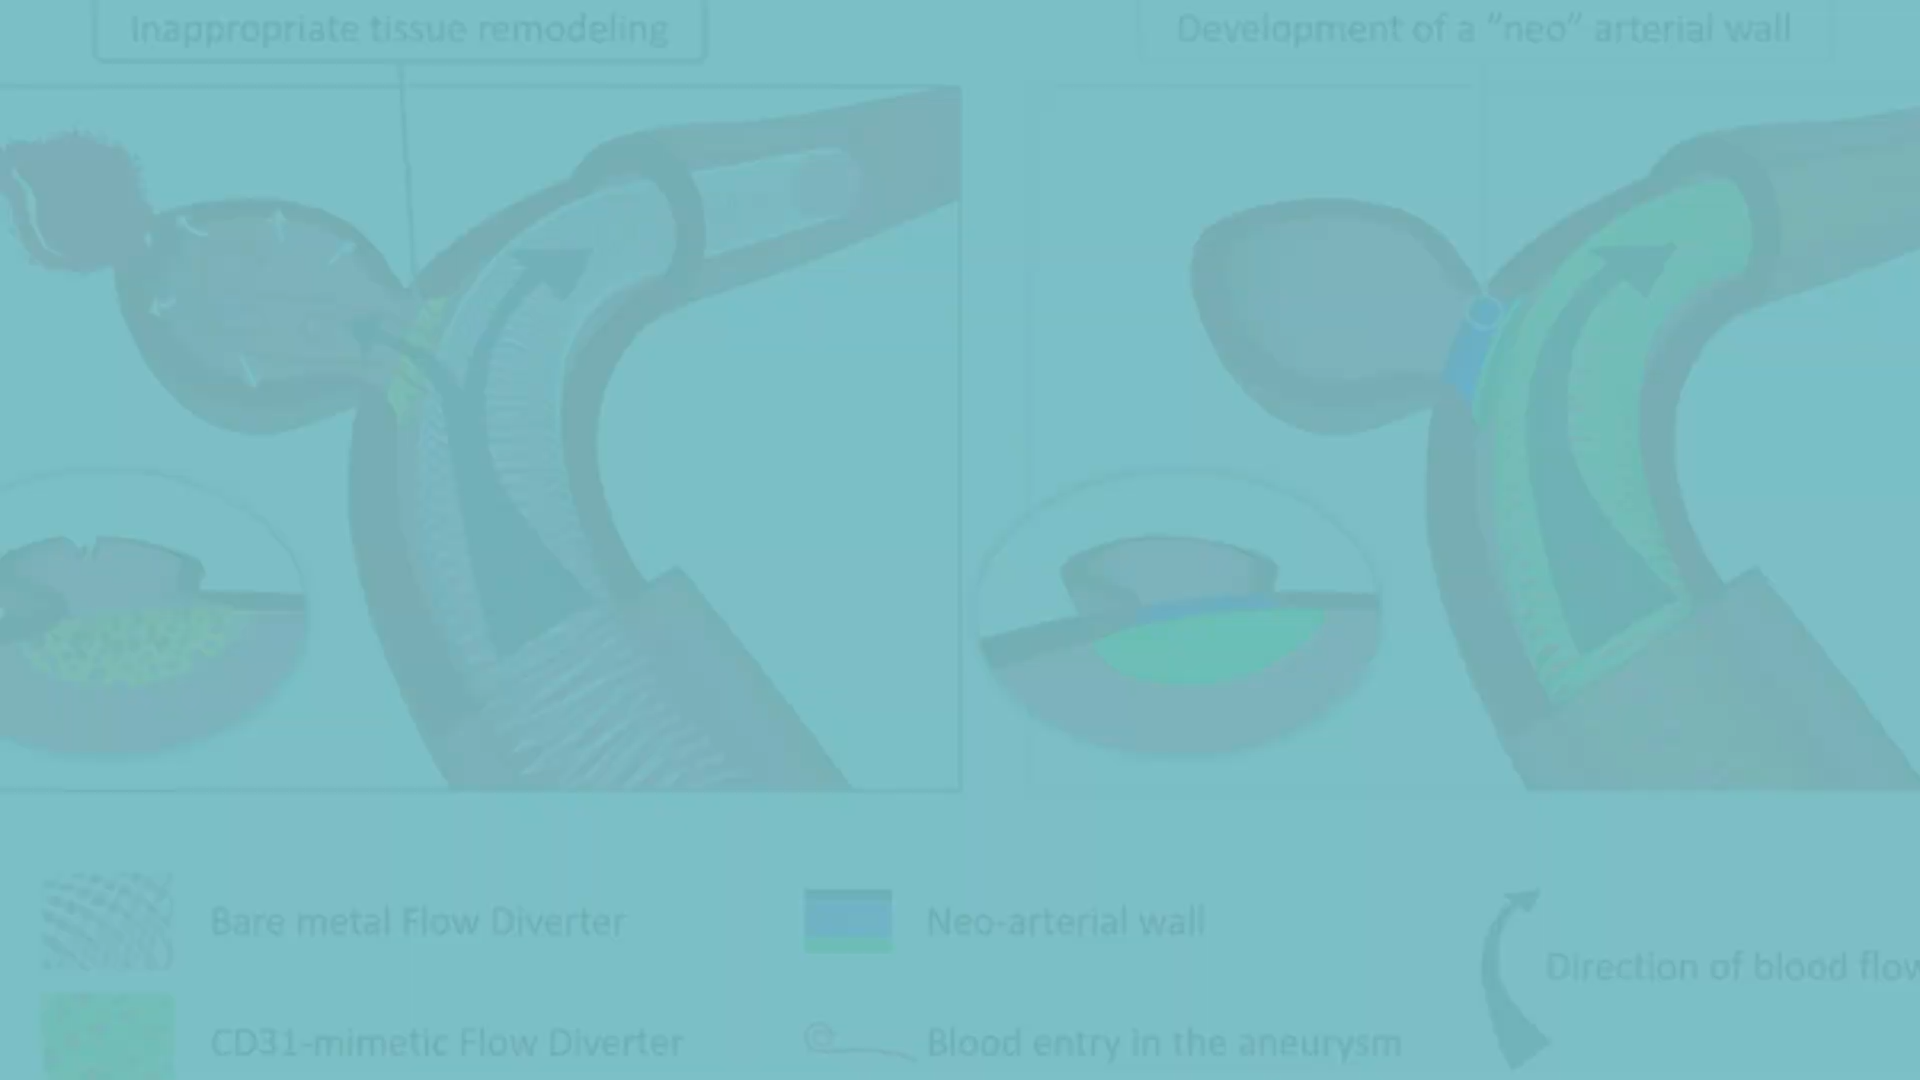 Inappropriate tissue remodeling
Development of a "neo" arterial wall
Bare metal Flow Diverter
Neo-arterial wall
Direction of blood flow
CD31-mimetic Flow Diverter
Blood entry in the aneurysm